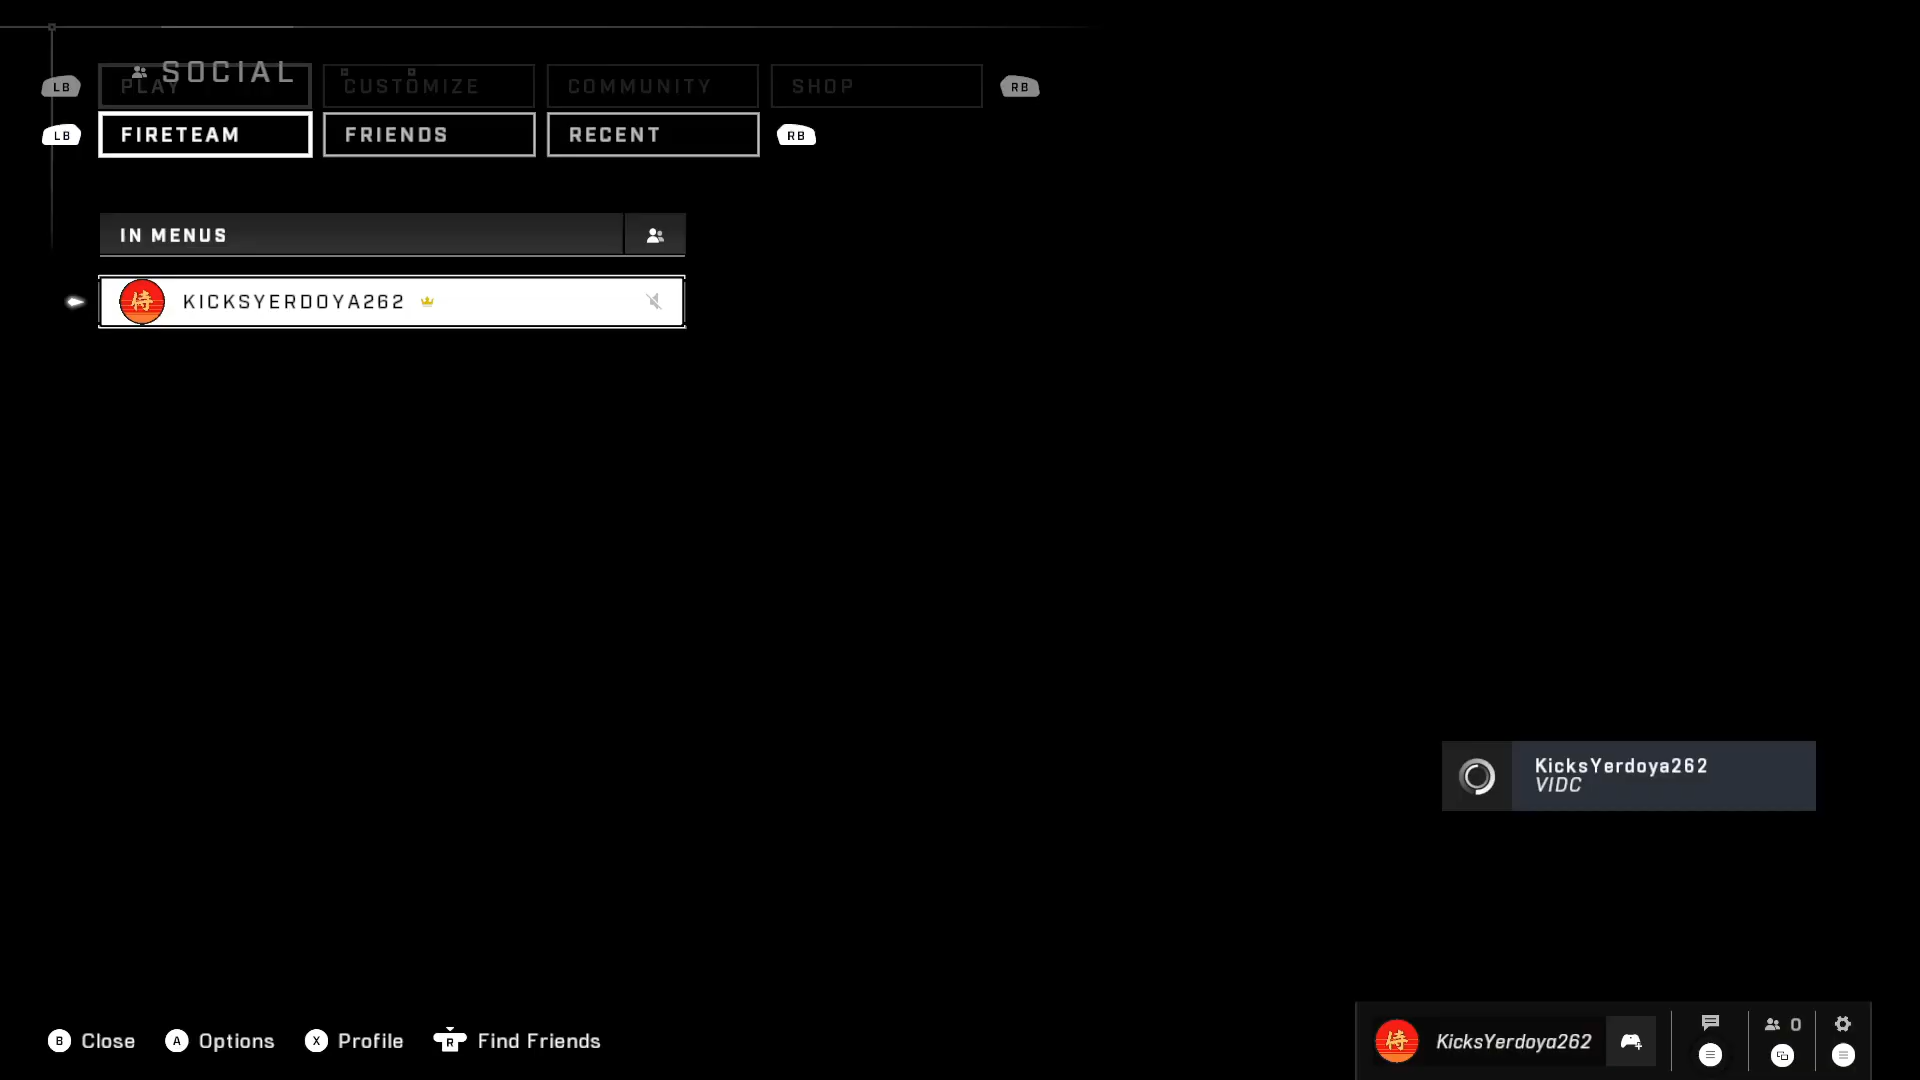 SOCIAL
LB PLAY CUSTOMIZE COMMUNITY SHOP RB
LB FIRETEAM FRIENDS RECENT RB
IN MENUS
侍 KICKSYERDOYA262
KicksYerdoya262
VIDC
B Close A Options X Profile R Find Friends
侍 KicksYerdoya262 0